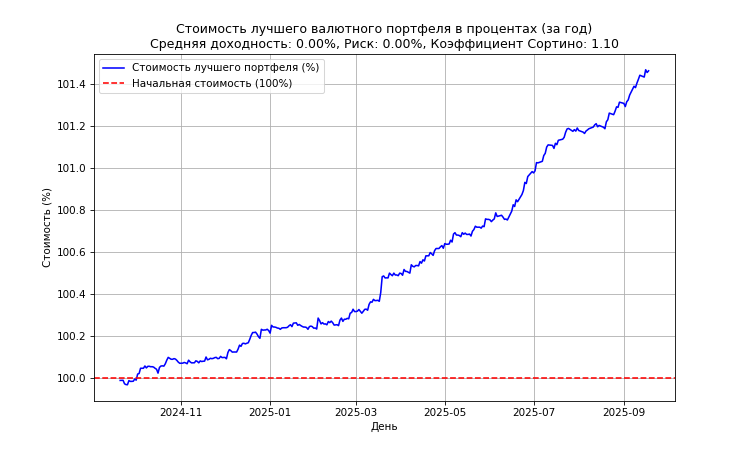 Стоимость лучшего валютного портфеля в процентах (за год)
Средняя доходность: 0.00%, Риск: 0.00%, Коэффициент Сортино: 1.10
Стоимость лучшего портфеля (%)
Начальная стоимость (100%)
Стоимость (%)
101.4
101.2
101.0
100.8
100.6
100.4
100.2
100.0
2024-11
2025-01
2025-03
2025-05
2025-07
2025-09
День